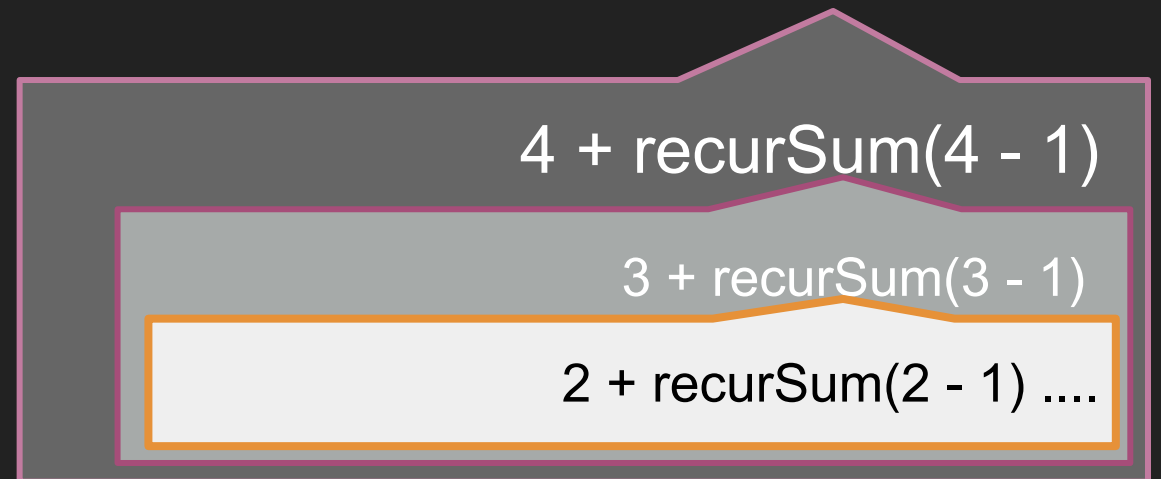 4 + recurSum(4 - 1)
3 + recurSum(3 - 1)
2 + recurSum(2 - 1) ....